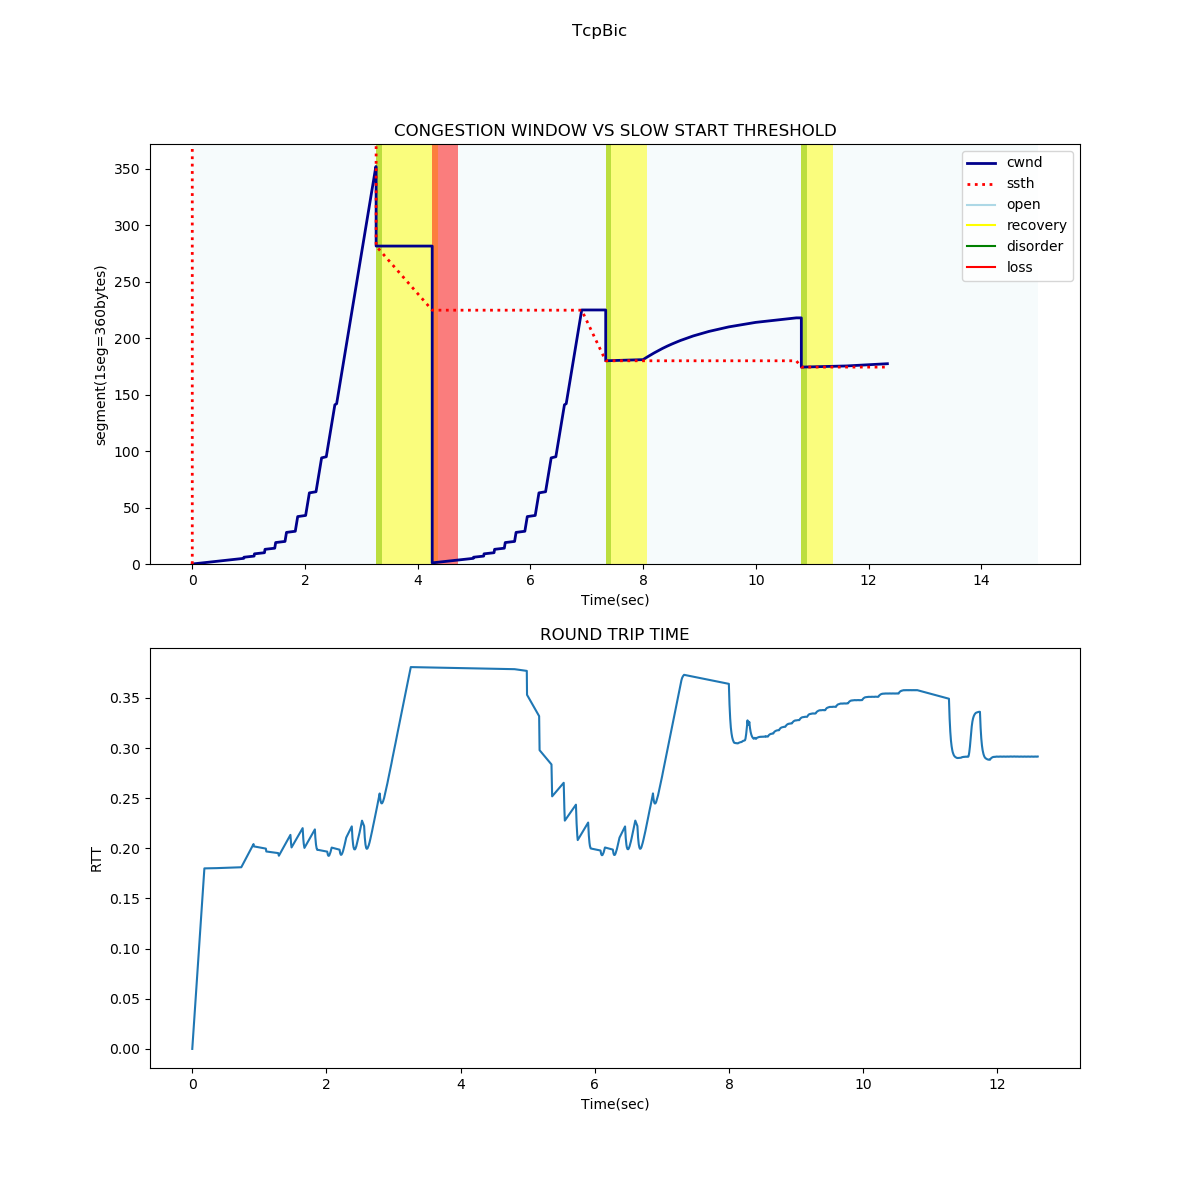 TcpBic
CONGESTION WINDOW VS SLOW START THRESHOLD
segment(1seg=360bytes)
350
300
250
200
150
100
50
0
cwnd
ssth
open
recovery
disorder
loss
0 2 4 6 8 10 12 14
Time(sec)
ROUND TRIP TIME
RTT
0.35
0.30
0.25
0.20
0.15
0.10
0.05
0.00
0 2 4 6 8 10 12
Time(sec)